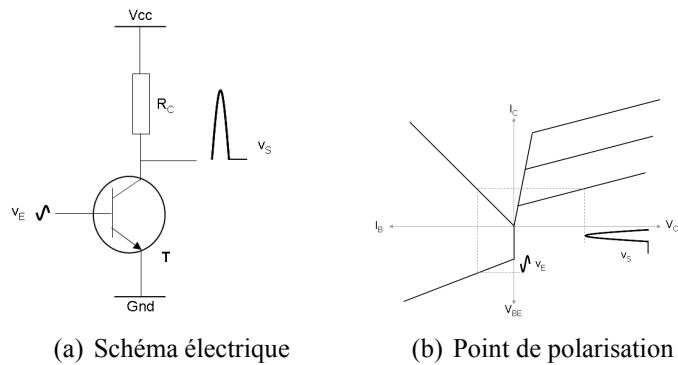 Vcc
R_C
v_S
v_E
T
Gnd
I_C
I_B
V_C
v_S
v_E
V_BE
(a) Schéma électrique
(b) Point de polarisation